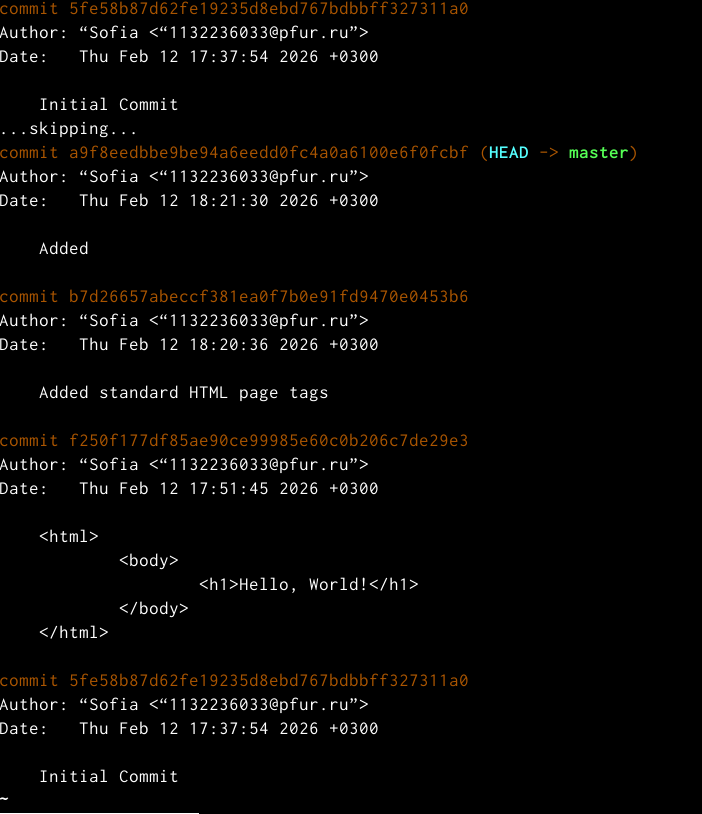 commit 5fe58b87d62fe19235d8ebd767bdbbff327311a0
Author: “Sofia <“1132236033@pfur.ru”>
Date:   Thu Feb 12 17:37:54 2026 +0300
    Initial Commit
...skipping...
commit a9f8eedbbe9be94a6eedd0fc4a0a6100e6f0fcbf (HEAD -> master)
Author: “Sofia <“1132236033@pfur.ru”>
Date:   Thu Feb 12 18:21:30 2026 +0300
    Added
commit b7d26657abeccf381ea0f7b0e91fd9470e0453b6
Author: “Sofia <“1132236033@pfur.ru”>
Date:   Thu Feb 12 18:20:36 2026 +0300
    Added standard HTML page tags
commit f250f177df85ae90ce99985e60c0b206c7de29e3
Author: “Sofia <“1132236033@pfur.ru”>
Date:   Thu Feb 12 17:51:45 2026 +0300
    <html>
            <body>
                    <h1>Hello, World!</h1>
            </body>
    </html>
commit 5fe58b87d62fe19235d8ebd767bdbbff327311a0
Author: “Sofia <“1132236033@pfur.ru”>
Date:   Thu Feb 12 17:37:54 2026 +0300
    Initial Commit
~